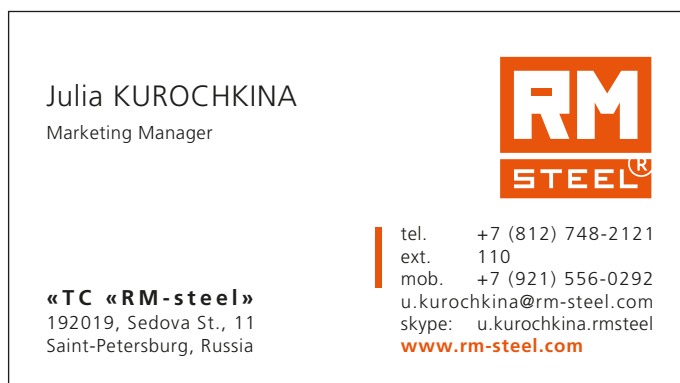 Julia KUROCHKINA
Marketing Manager
RM
STEEL®
tel. +7 (812) 748-2121
ext. 110
mob. +7 (921) 556-0292
u.kurochkina@rm-steel.com
skype: u.kurochkina.rmsteel
www.rm-steel.com
«TC «RM-steel»
192019, Sedova St., 11
Saint-Petersburg, Russia